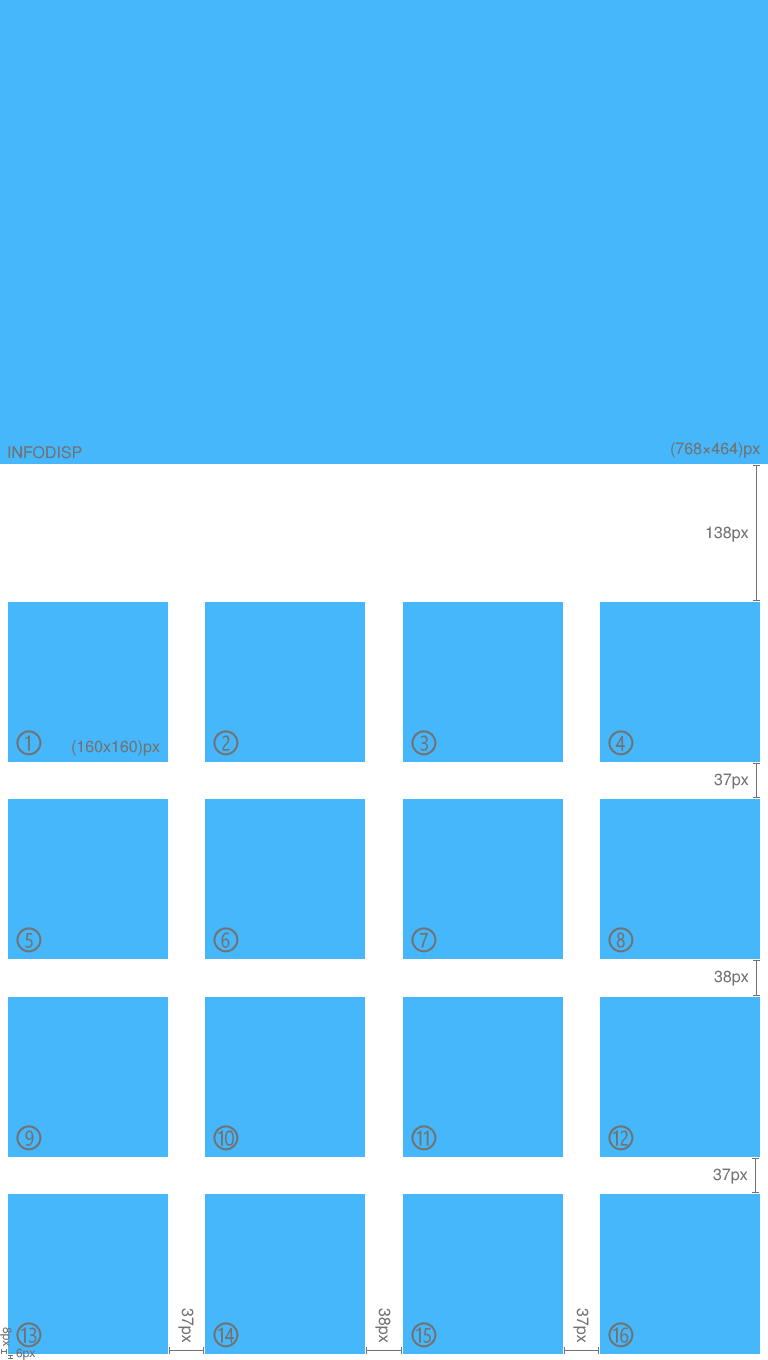 INFODISP
(768×464)px
138px
① (160x160)px
②
③
④
37px
⑤
⑥
⑦
⑧
38px
⑨
⑩
⑪
⑫
37px
⑬
⑭
⑮
⑯
37px
38px
37px
8px
6px